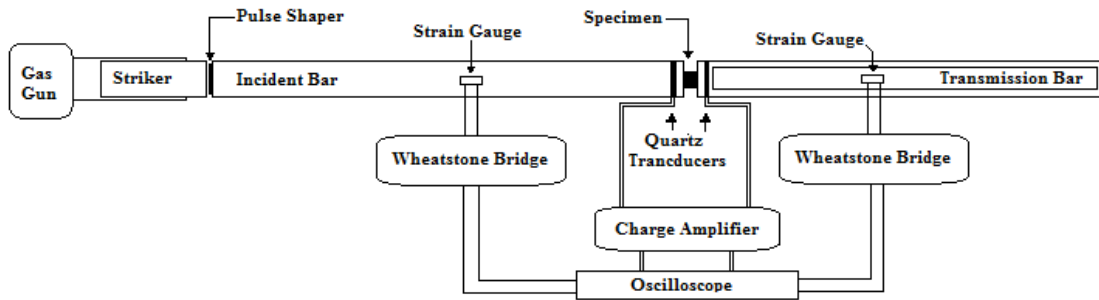 Pulse Shaper
Strain Gauge
Specimen
Strain Gauge
Gas
Gun
Striker
Incident Bar
Transmission Bar
Quartz
Trancducers
Wheatstone Bridge
Wheatstone Bridge
Charge Amplifier
Oscilloscope